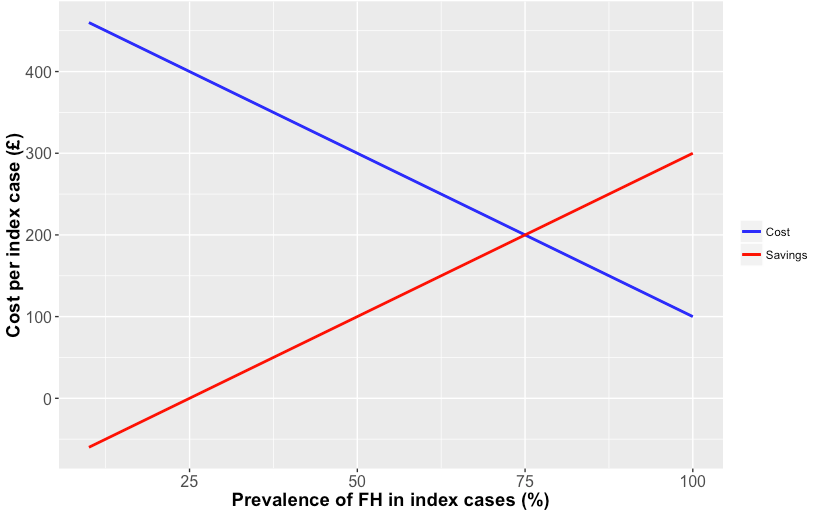 Cost per index case (£)
400
300
200
100
0
25 50 75 100
Prevalence of FH in index cases (%)
Cost
Savings